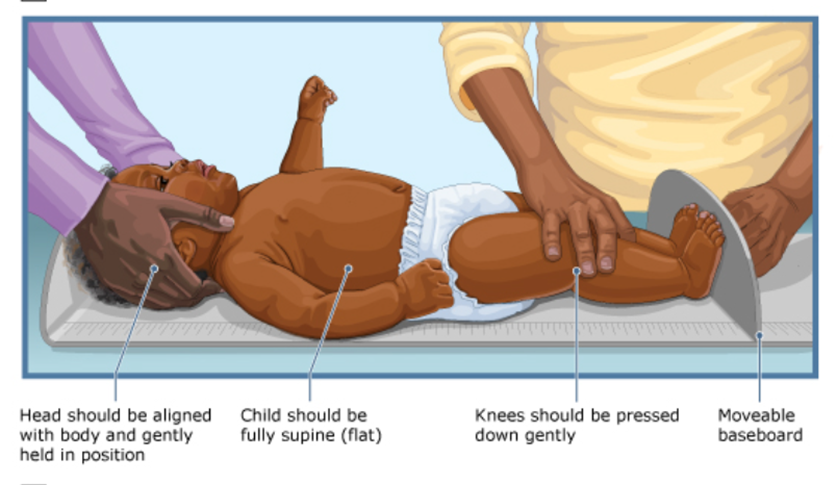 Head should be aligned
with body and gently
held in position
Child should be
fully supine (flat)
Knees should be pressed
down gently
Moveable
baseboard